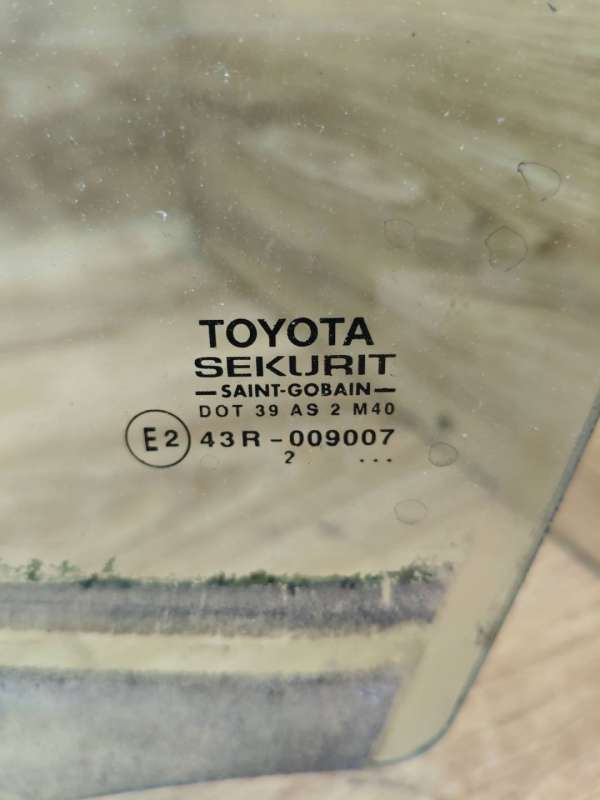 TOYOTA
SEKURIT
SAINT-GOBAIN
DOT 39 AS 2 M40
E2 43R-009007
2 ...